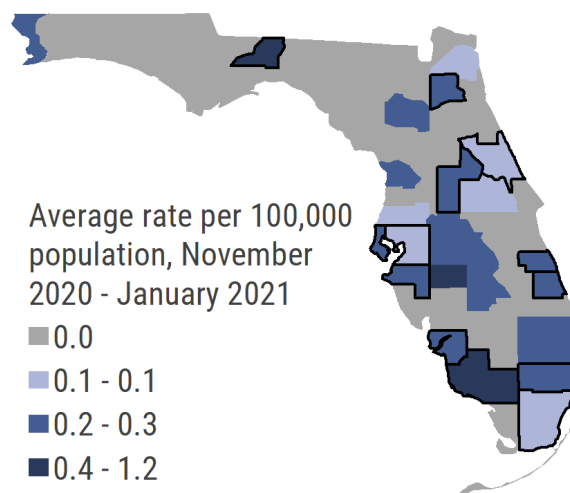 Average rate per 100,000
population, November
2020 - January 2021
0.0
0.1 - 0.1
0.2 - 0.3
0.4 - 1.2